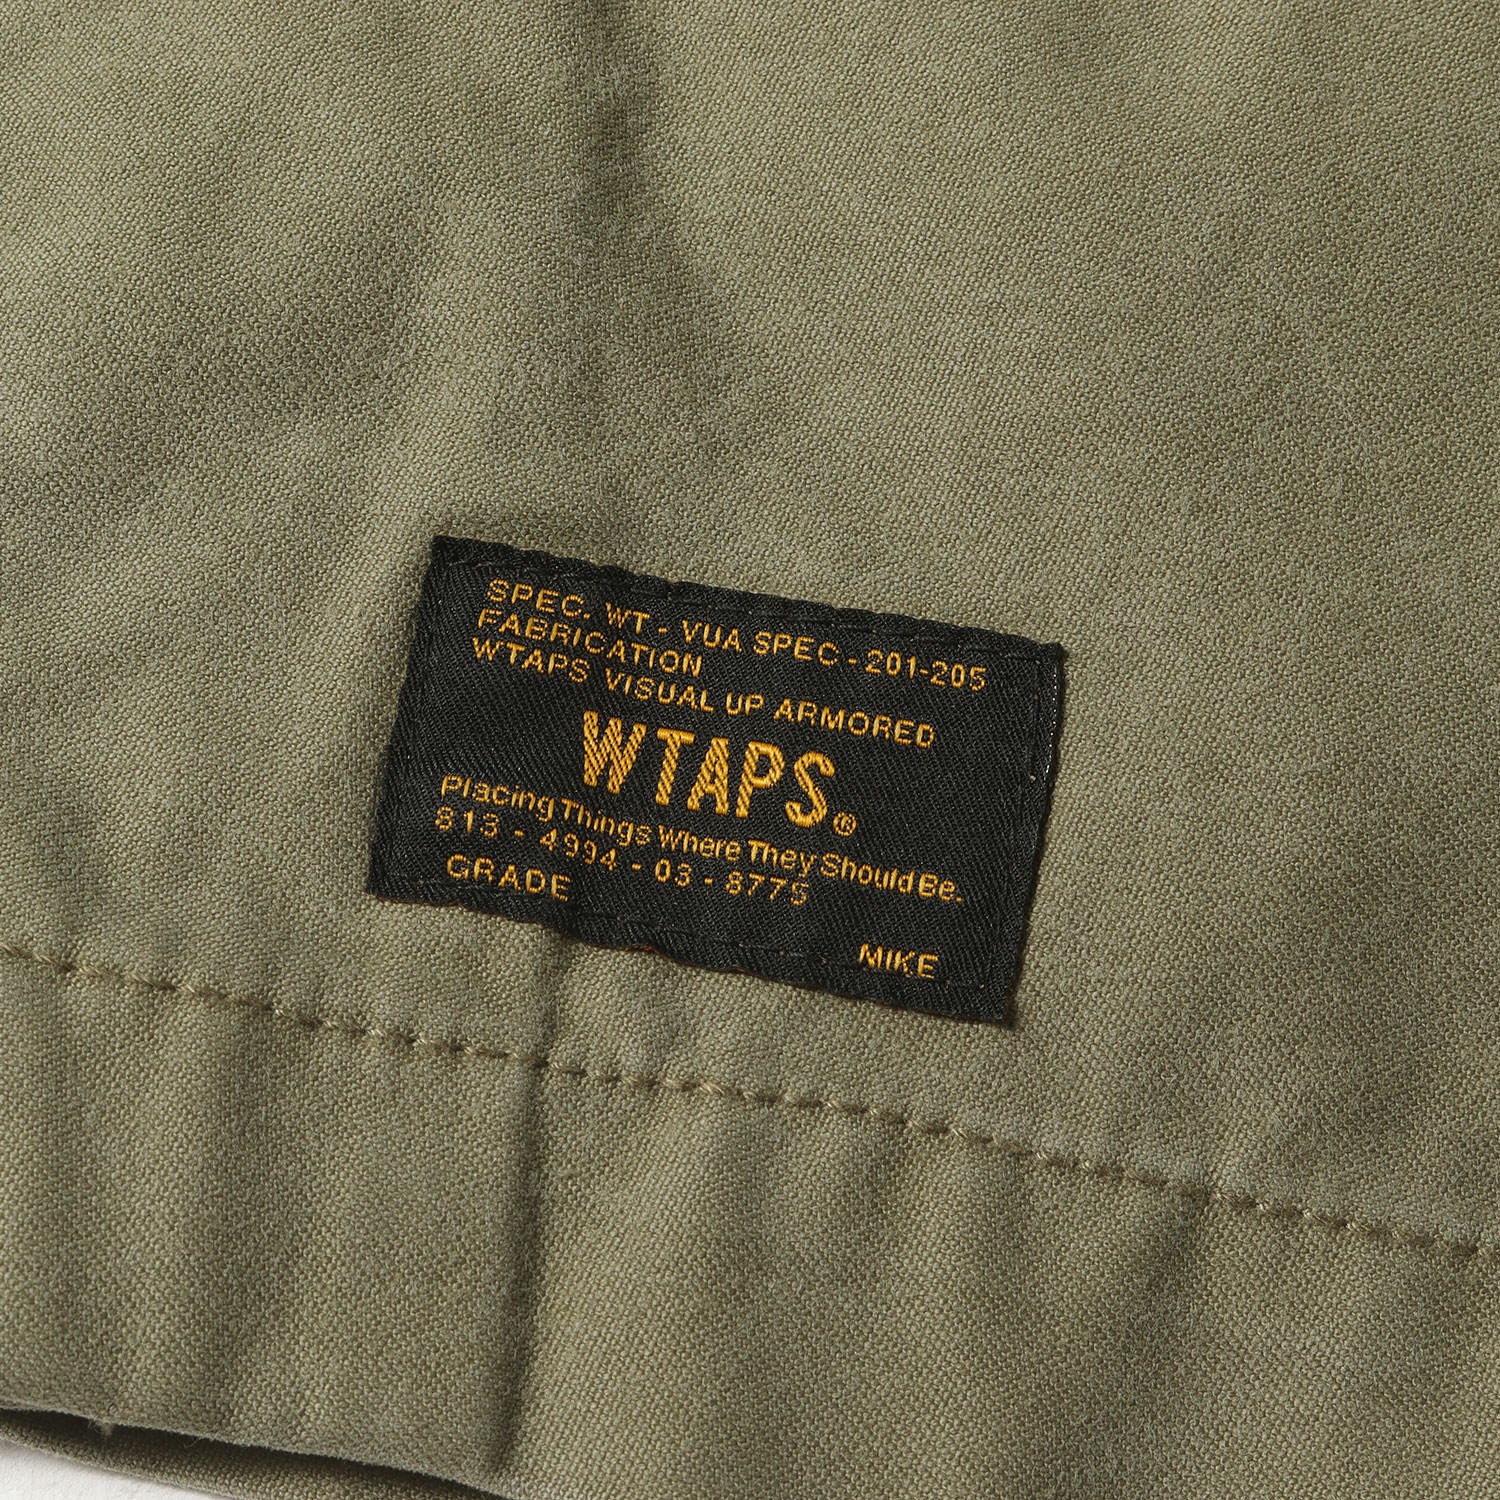 SPEC. WT - VUA SPEC - 201-205
FABRICATION
WTAPS VISUAL UP ARMORED
WTAPS®
Placing Things Where They Should Be.
813 - 4994 - 03 - 8775
GRADE
MIKE